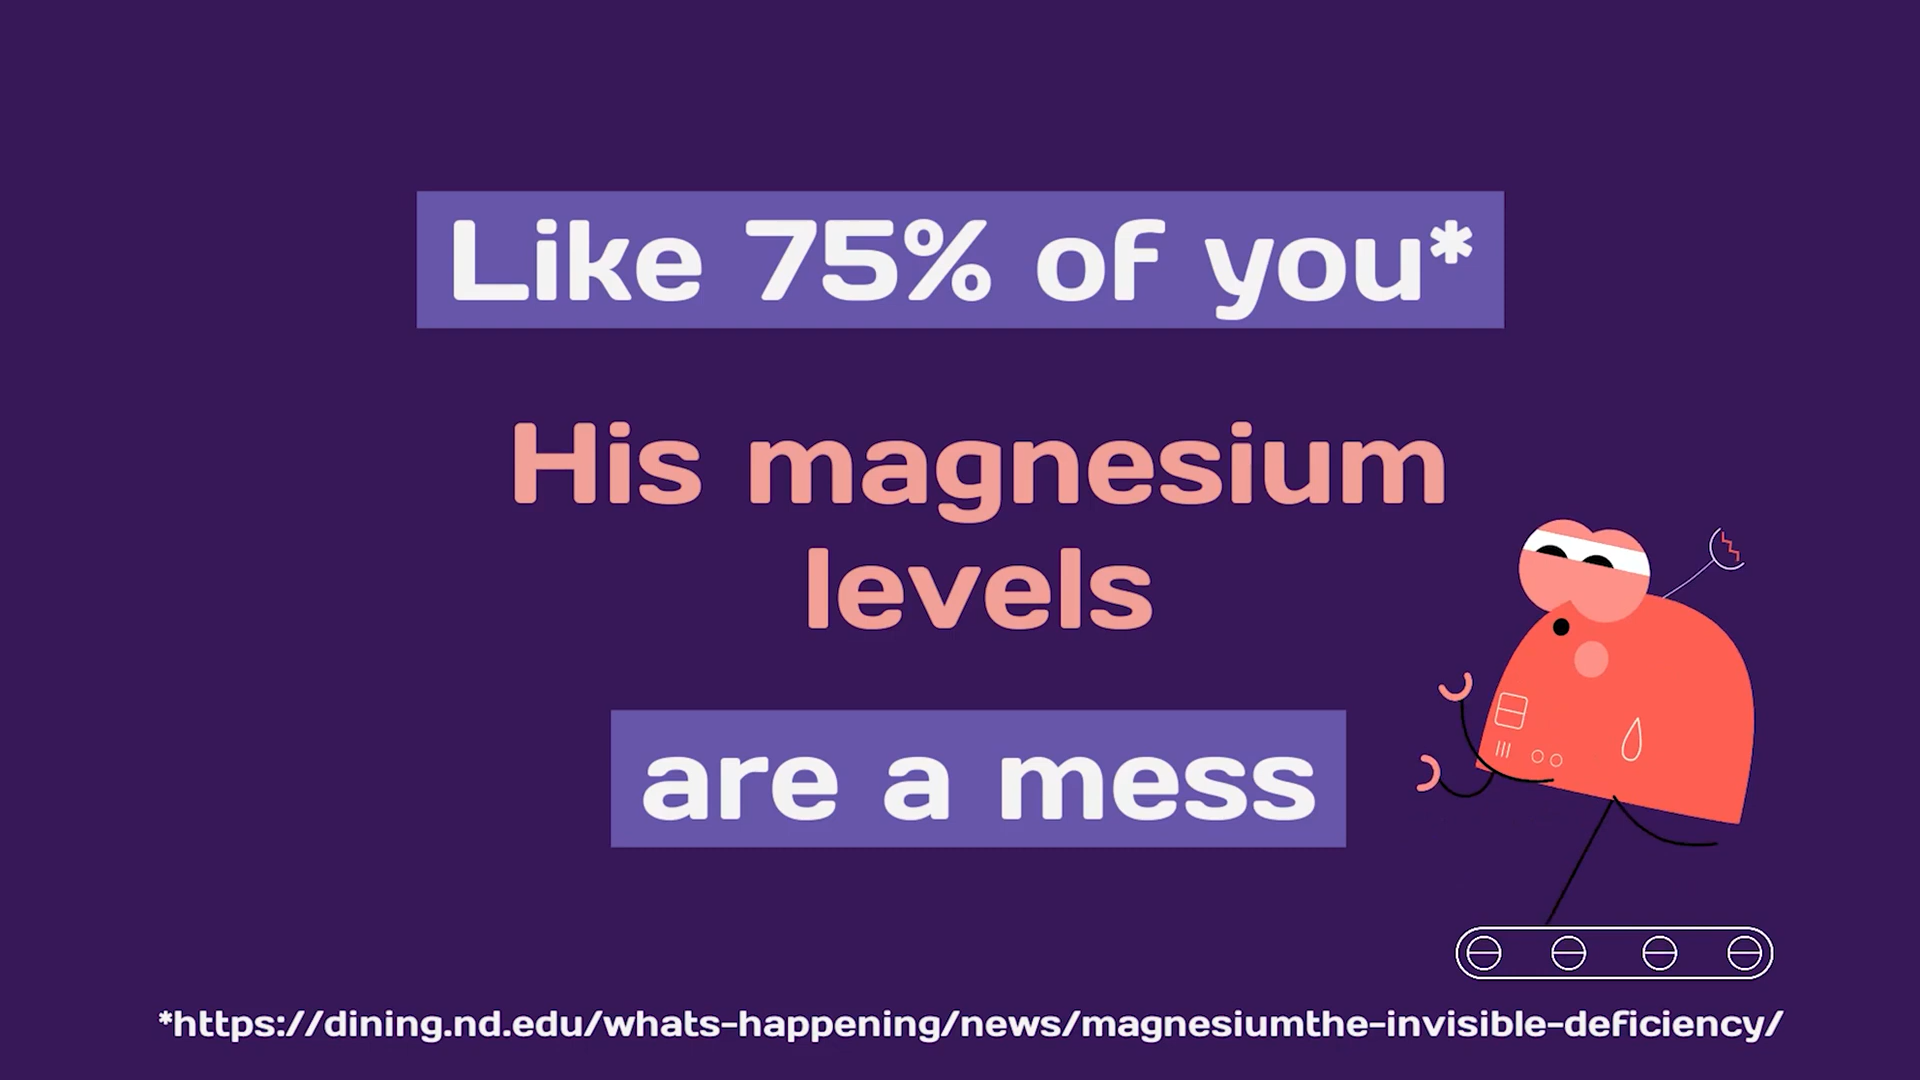 Like 75% of you*
His magnesium
levels
are a mess
*https://dining.nd.edu/whats-happening/news/magnesiumthe-invisible-deficiency/